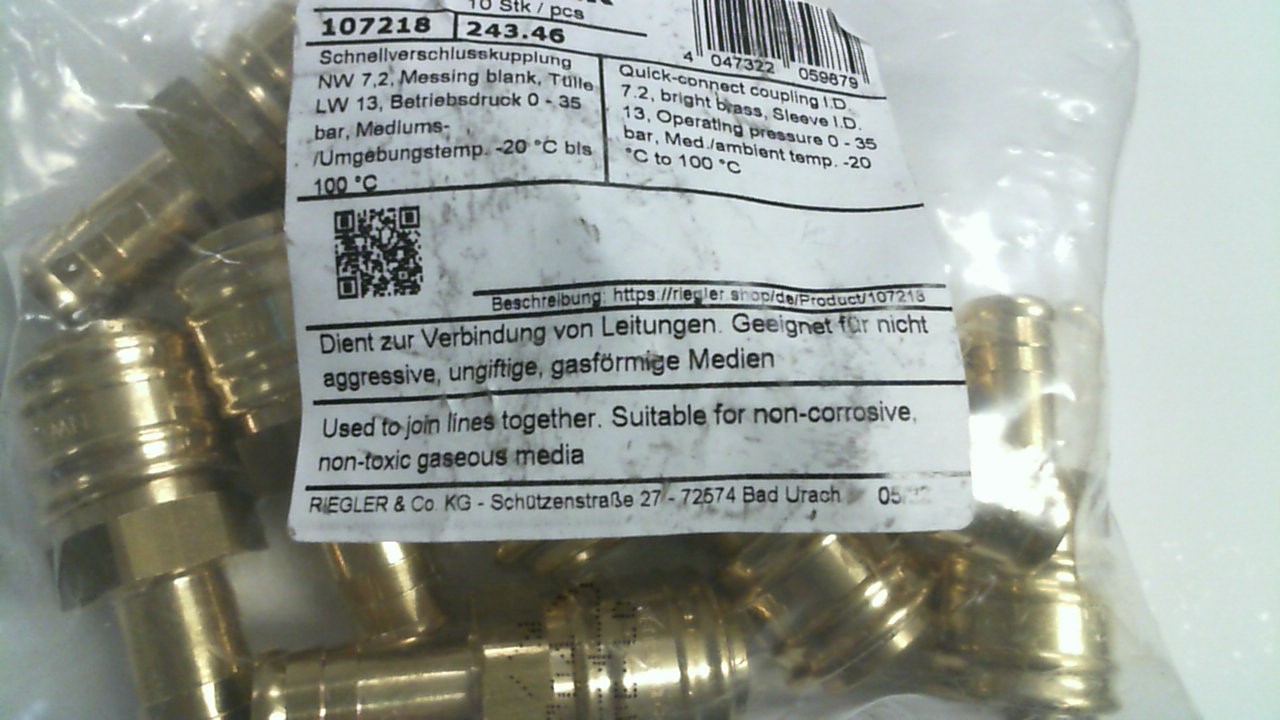 10 Stk / pcs
107218 243.46
4 047322 059879
Schnellverschlusskupplung
NW 7,2, Messing blank, Tülle
LW 13, Betriebsdruck 0 - 35
bar, Mediums-
/Umgebungstemp. -20 °C bis
100 °C
Quick-connect coupling I.D.
7.2, bright brass, Sleeve I.D.
13, Operating pressure 0 - 35
bar, Med./ambient temp. -20
°C to 100 °C
Beschreibung: https://riegler.shop/de/Product/107218
Dient zur Verbindung von Leitungen. Geeignet für nicht
aggressive, ungiftige, gasförmige Medien
Used to join lines together. Suitable for non-corrosive,
non-toxic gaseous media
RIEGLER & Co. KG - Schützenstraße 27 - 72574 Bad Urach